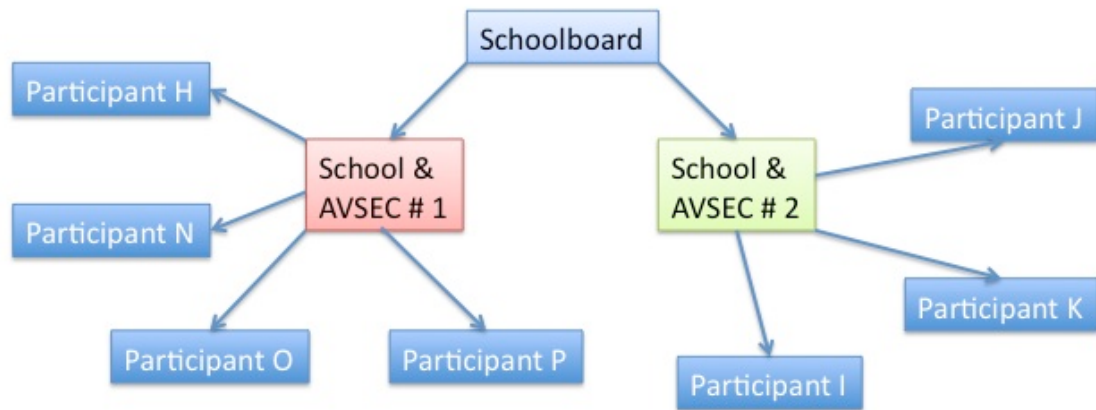 Schoolboard
Participant H
Participant J
School &
AVSEC # 1
School &
AVSEC # 2
Participant N
Participant K
Participant O
Participant P
Participant I